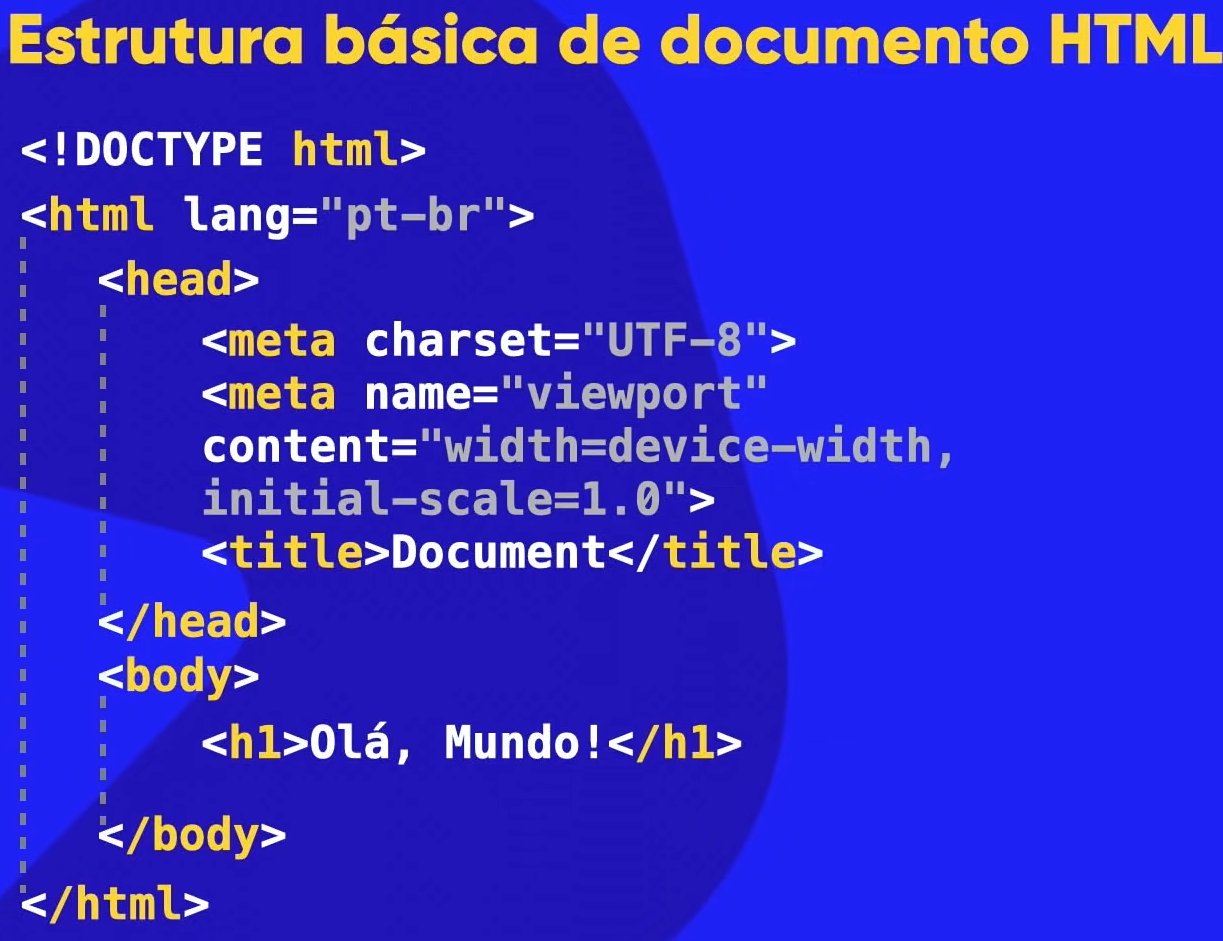 Estrutura básica de documento HTML
<!DOCTYPE html>
<html lang="pt-br">
<head>
<meta charset="UTF-8">
<meta name="viewport"
content="width=device-width,
initial-scale=1.0">
<title>Document</title>
</head>
<body>
<h1>Olá, Mundo!</h1>
</body>
</html>